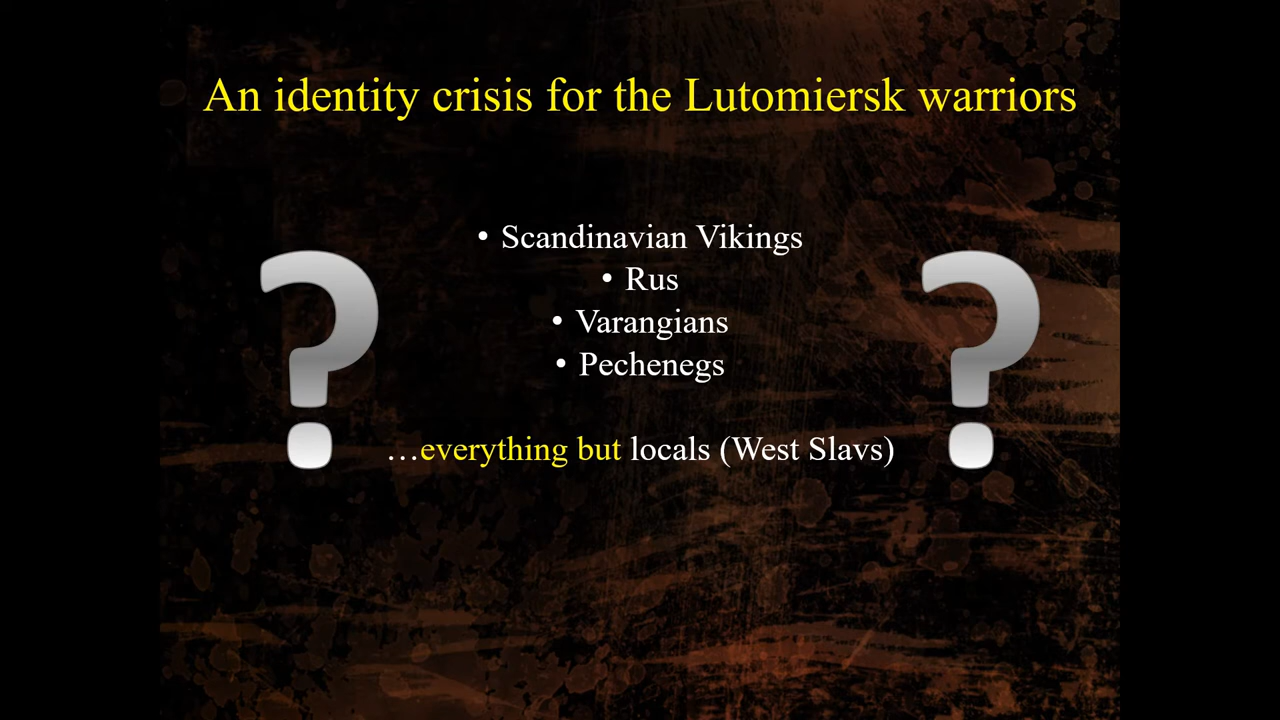 An identity crisis for the Lutomiersk warriors
• Scandinavian Vikings
• Rus
• Varangians
• Pechenegs
…everything but locals (West Slavs)
? ?